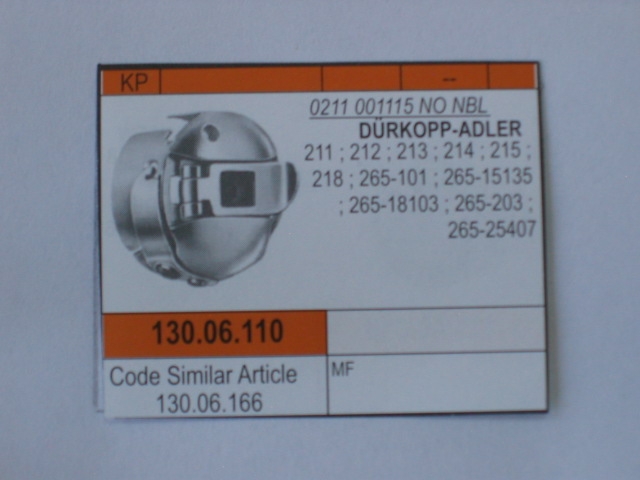 KP --
0211 001115 NO NBL
DÜRKOPP-ADLER
211 ; 212 ; 213 ; 214 ; 215 ;
218 ; 265-101 ; 265-15135
; 265-18103 ; 265-203 ;
265-25407
130.06.110
Code Similar Article
130.06.166
MF